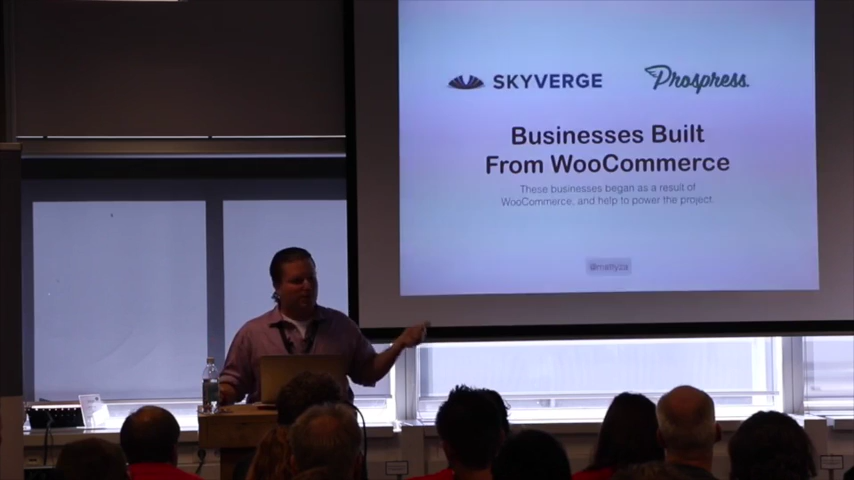 SKYVERGE
Prospress.
Businesses Built
From WooCommerce
These businesses began as a result of
WooCommerce, and help to power the project.
@mattyza